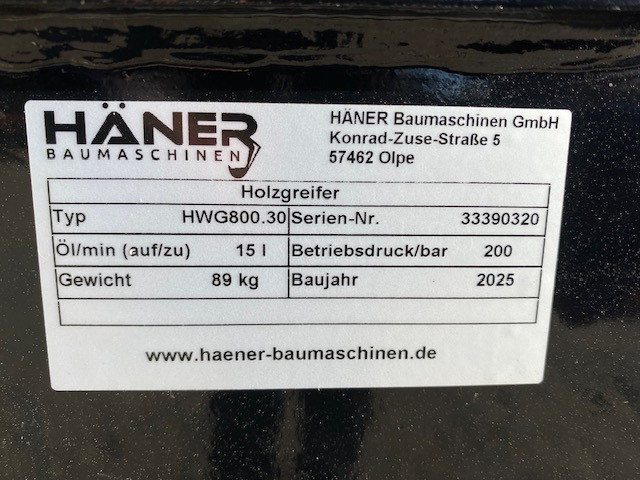 HÄNER
BAUMASCHINEN
HÄNER Baumaschinen GmbH
Konrad-Zuse-Straße 5
57462 Olpe
Holzgreifer
Typ HWG800.30 Serien-Nr. 33390320
Öl/min (auf/zu) 15 l Betriebsdruck/bar 200
Gewicht 89 kg Baujahr 2025
www.haener-baumaschinen.de